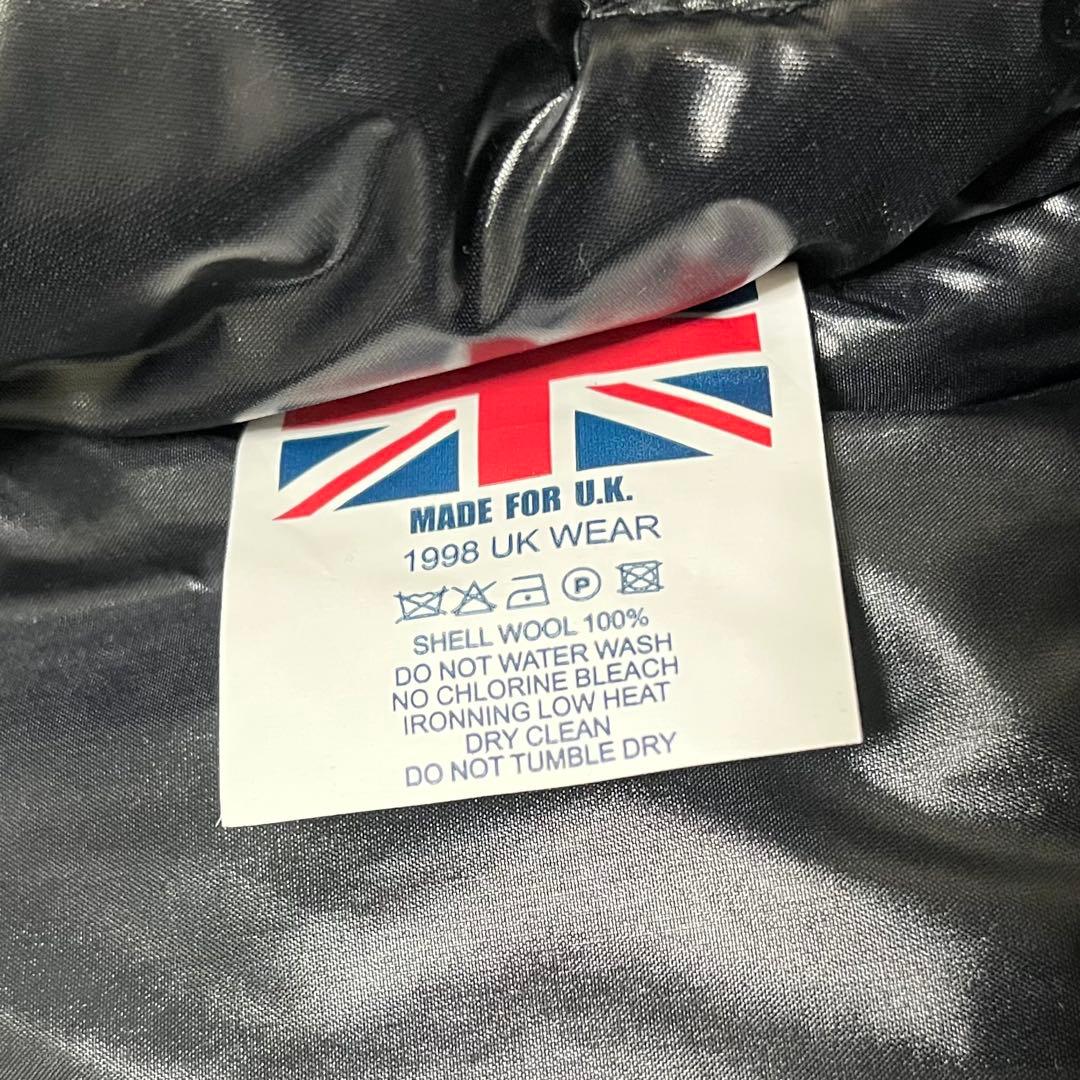 MADE FOR U.K.
1998 UK WEAR
P
SHELL WOOL 100%
DO NOT WATER WASH
NO CHLORINE BLEACH
IRONNING LOW HEAT
DRY CLEAN
DO NOT TUMBLE DRY